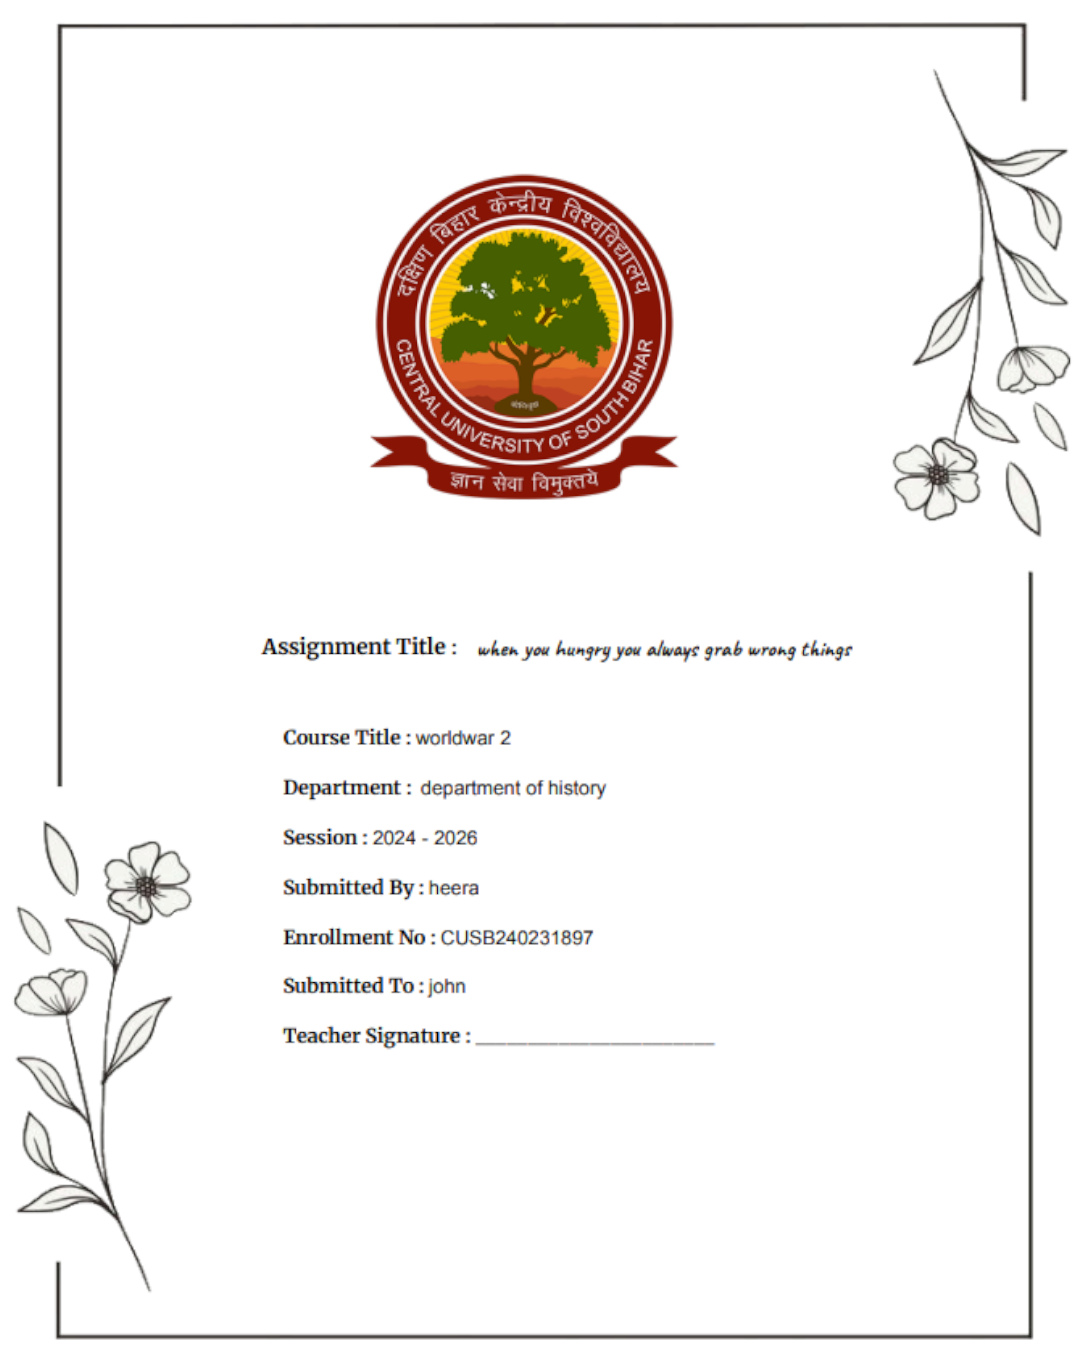 दक्षिण बिहार केन्द्रीय विश्वविद्यालय
CENTRAL UNIVERSITY OF SOUTH BIHAR
ज्ञान सेवा विमुक्तये
Assignment Title : when you hungry you always grab wrong things
Course Title : worldwar 2
Department : department of history
Session : 2024 - 2026
Submitted By : heera
Enrollment No : CUSB240231897
Submitted To : john
Teacher Signature : ______________________